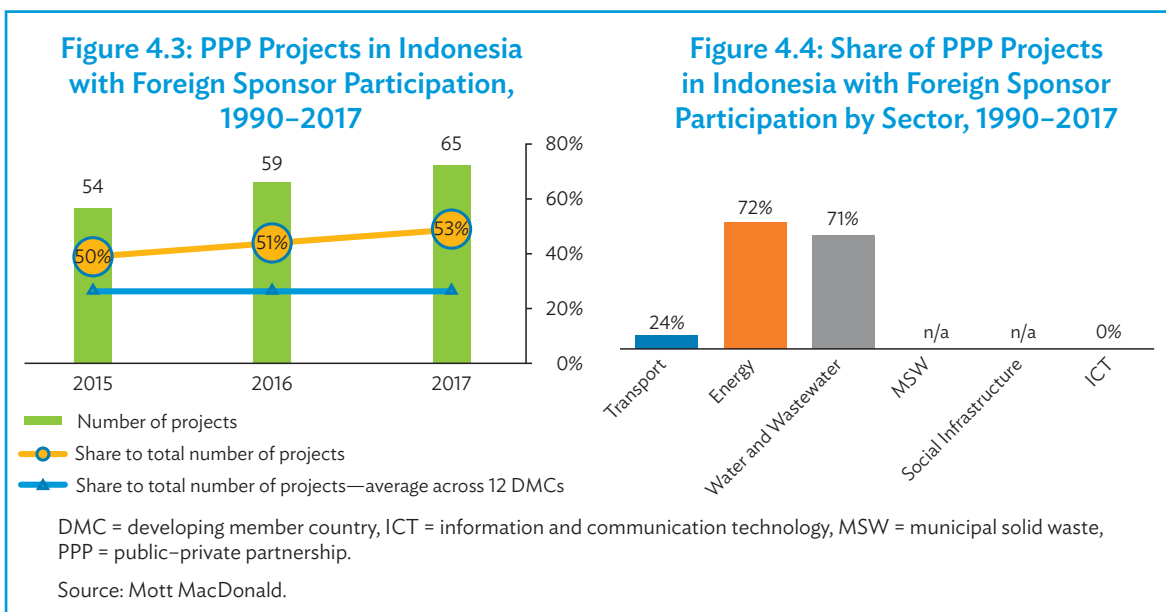 Figure 4.3: PPP Projects in Indonesia
with Foreign Sponsor Participation,
1990–2017
54
59
65
50%
51%
53%
80%
60%
40%
20%
0%
2015
2016
2017
Number of projects
Share to total number of projects
Share to total number of projects—average across 12 DMCs
Figure 4.4: Share of PPP Projects
in Indonesia with Foreign Sponsor
Participation by Sector, 1990–2017
24%
72%
71%
n/a
n/a
0%
Transport
Energy
Water and Wastewater
MSW
Social Infrastructure
ICT
DMC = developing member country, ICT = information and communication technology, MSW = municipal solid waste,
PPP = public–private partnership.
Source: Mott MacDonald.